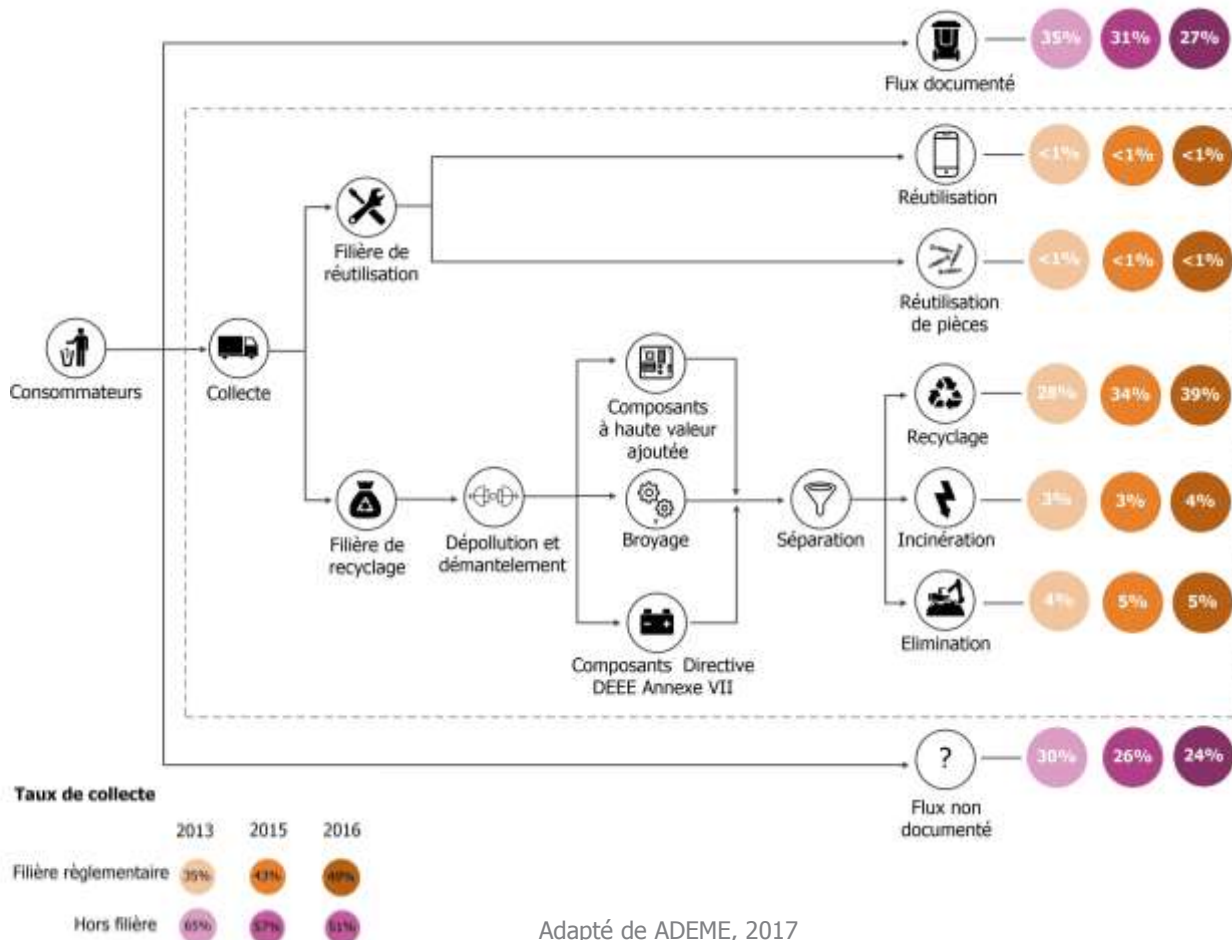 35% 31% 27%
Flux documenté
<1% <1% <1%
Réutilisation
Filière de
réutilisation
<1% <1% <1%
Réutilisation
de pièces
Consommateurs
Collecte
Composants
à haute valeur
ajoutée
28% 34% 39%
Recyclage
Filière de
recyclage
Dépollution et
démantelement
Broyage
Séparation
3% 3% 4%
Incinération
4% 5% 5%
Elimination
Composants Directive
DEEE Annexe VII
? 30% 26% 24%
Flux non
documenté
Taux de collecte
2013 2015 2016
Filière règlementaire 35% 43% 49%
Hors filière 65% 57% 51%
Adapté de ADEME, 2017